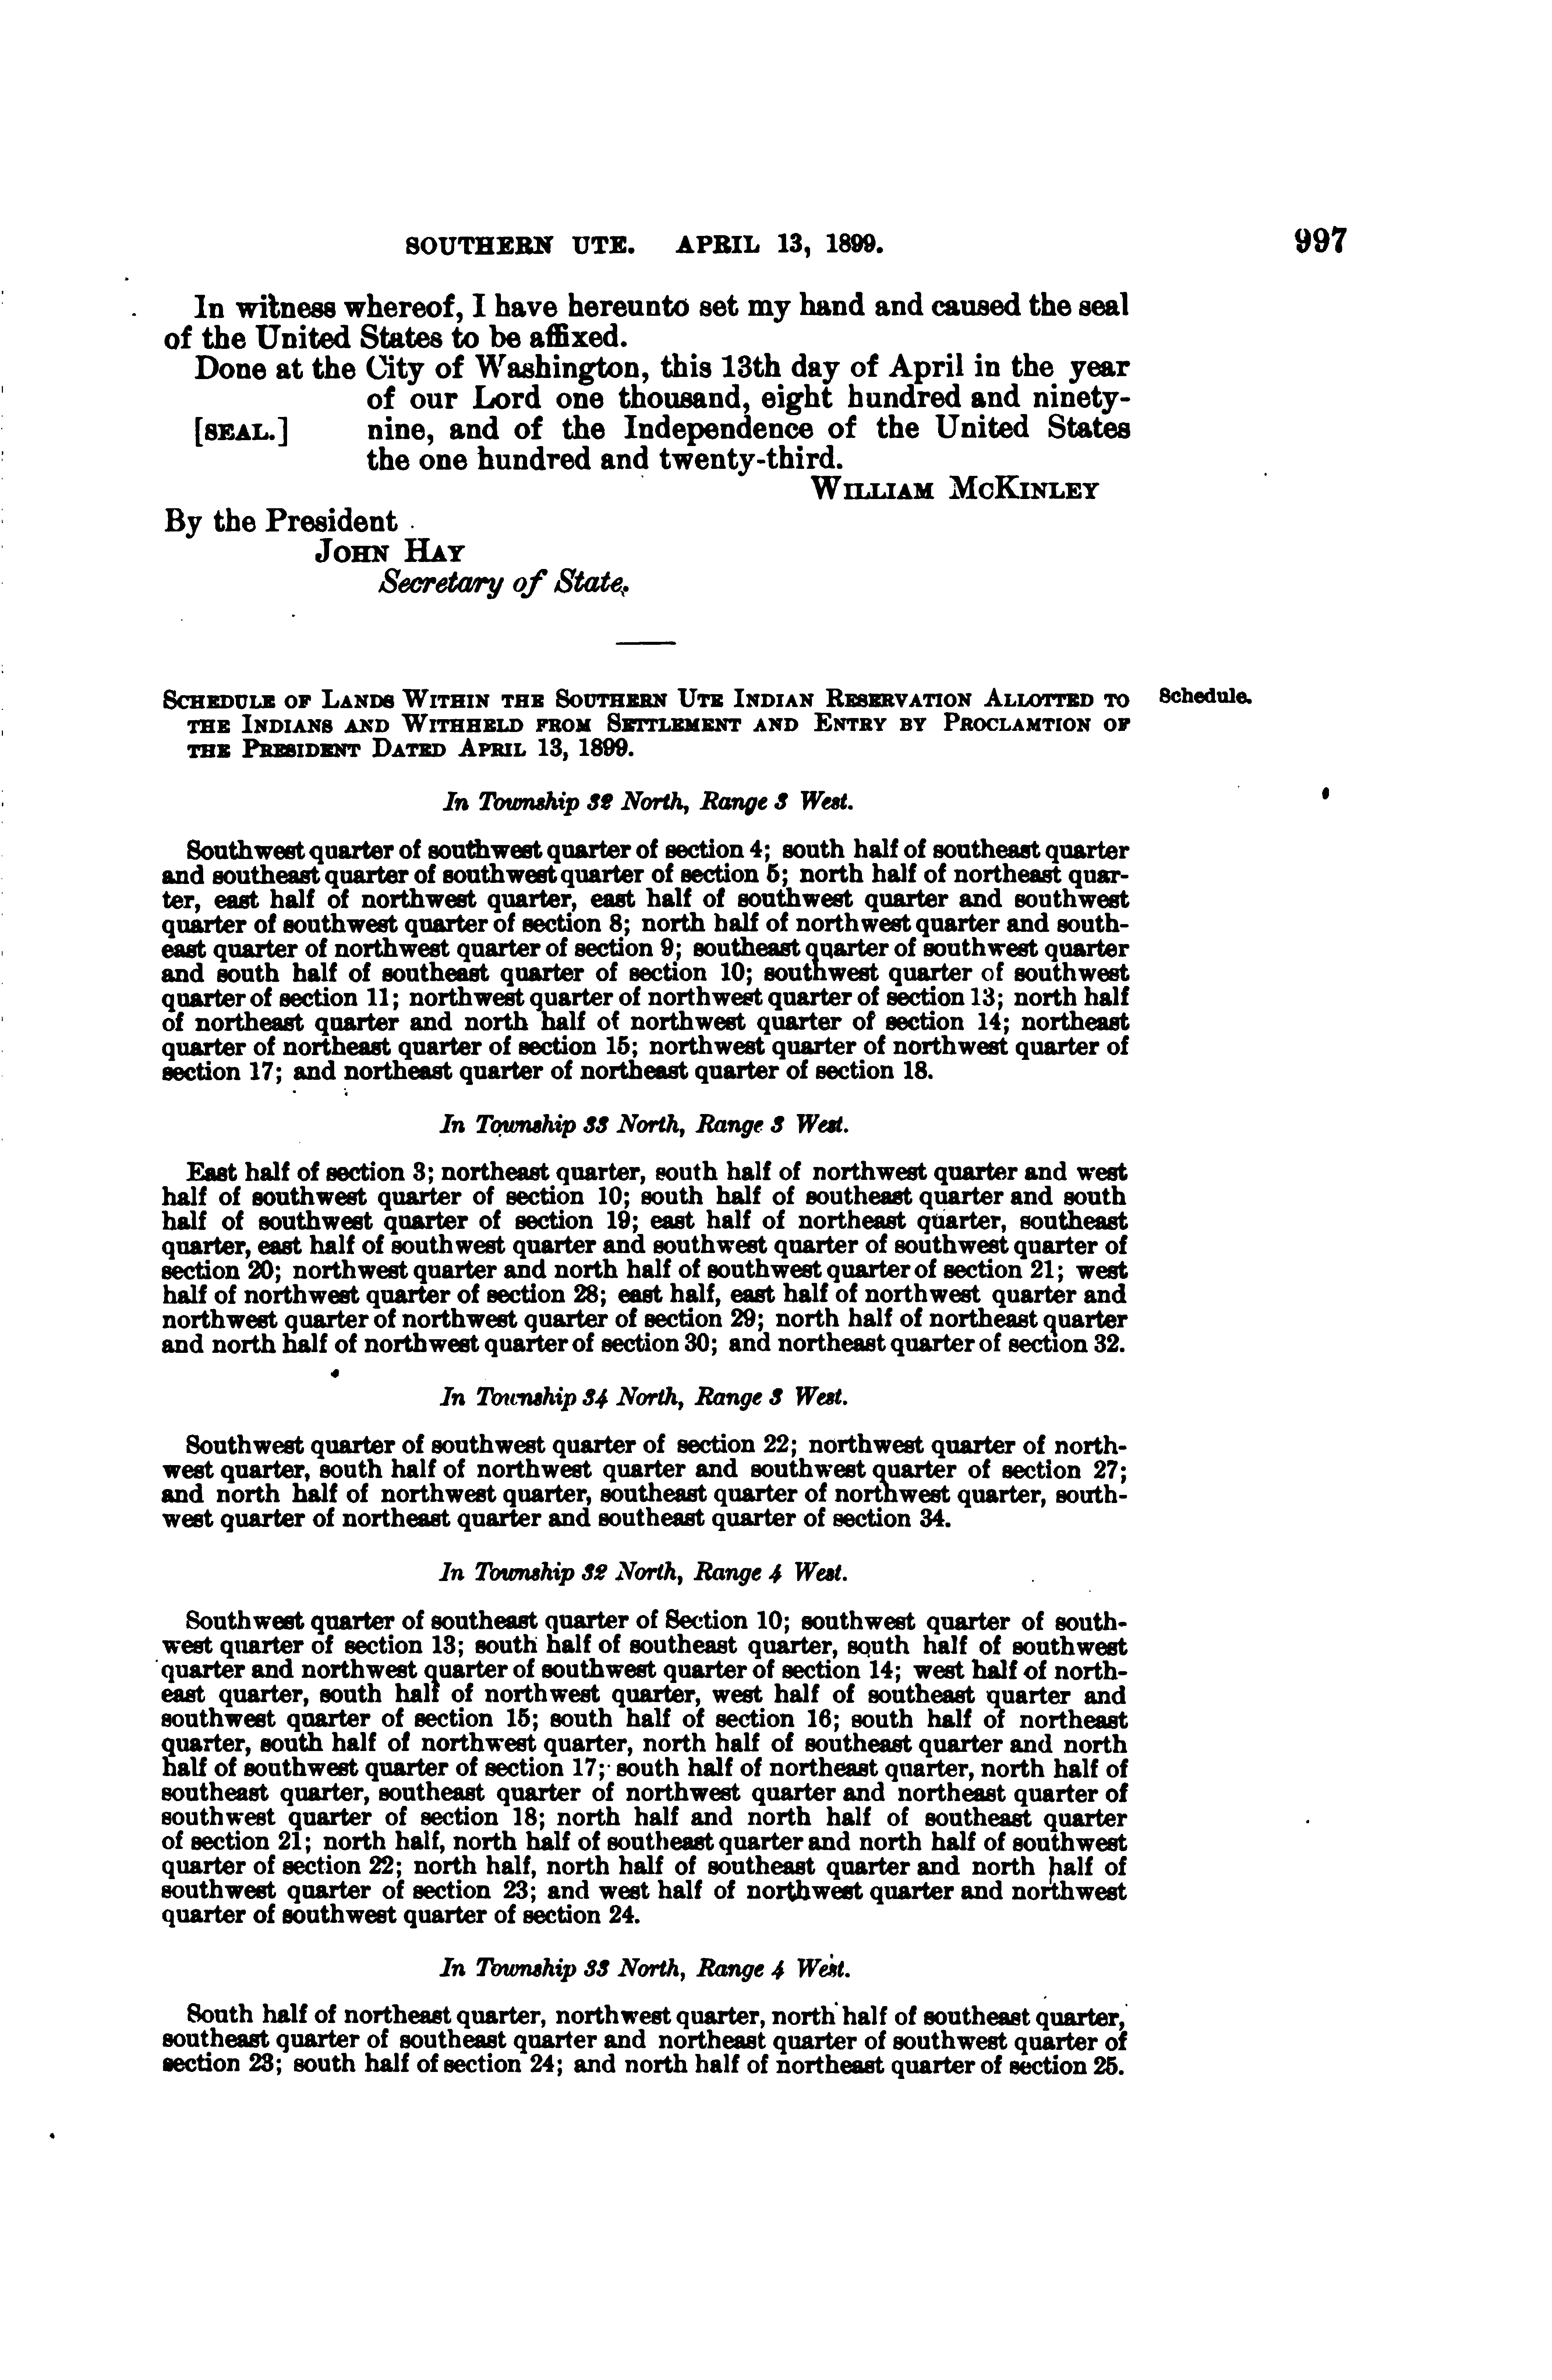 SOUTHERN UTE. APRIL 13, 1899. 997
In witness whereof, I have hereunto set my hand and caused the seal
of the United States to be affixed.
Done at the City of Washington, this 13th day of April in the year
of our Lord one thousand, eight hundred and ninety-
[SEAL.] nine, and of the Independence of the United States
the one hundred and twenty-third.
WILLIAM MCKINLEY
By the President
JOHN HAY
Secretary of State.
SCHEDULE OF LANDS WITHIN THE SOUTHERN UTE INDIAN RESERVATION ALLOTTED TO
THE INDIANS AND WITHHELD FROM SETTLEMENT AND ENTRY BY PROCLAMTION OF
THE PRESIDENT DATED APRIL 13, 1899.
Schedule.
In Township 32 North, Range 3 West.
Southwest quarter of southwest quarter of section 4; south half of southeast quarter
and southeast quarter of southwest quarter of section 5; north half of northeast quar-
ter, east half of northwest quarter, east half of southwest quarter and southwest
quarter of southwest quarter of section 8; north half of northwest quarter and south-
east quarter of northwest quarter of section 9; southeast quarter of southwest quarter
and south half of southeast quarter of section 10; southwest quarter of southwest
quarter of section 11; northwest quarter of northwest quarter of section 13; north half
of northeast quarter and north half of northwest quarter of section 14; northeast
quarter of northeast quarter of section 15; northwest quarter of northwest quarter of
section 17; and northeast quarter of northeast quarter of section 18.
In Township 33 North, Range 3 West.
East half of section 3; northeast quarter, south half of northwest quarter and west
half of southwest quarter of section 10; south half of southeast quarter and south
half of southwest quarter of section 19; east half of northeast quarter, southeast
quarter, east half of southwest quarter and southwest quarter of southwest quarter of
section 20; northwest quarter and north half of southwest quarter of section 21; west
half of northwest quarter of section 28; east half, east half of northwest quarter and
northwest quarter of northwest quarter of section 29; north half of northeast quarter
and north half of northwest quarter of section 30; and northeast quarter of section 32.
In Township 34 North, Range 3 West.
Southwest quarter of southwest quarter of section 22; northwest quarter of north-
west quarter, south half of northwest quarter and southwest quarter of section 27;
and north half of northwest quarter, southeast quarter of northwest quarter, south-
west quarter of northeast quarter and southeast quarter of section 34.
In Township 32 North, Range 4 West.
Southwest quarter of southeast quarter of Section 10; southwest quarter of south-
west quarter of section 13; south half of southeast quarter, south half of southwest
quarter and northwest quarter of southwest quarter of section 14; west half of north-
east quarter, south half of northwest quarter, west half of southeast quarter and
southwest quarter of section 15; south half of section 16; south half of northeast
quarter, south half of northwest quarter, north half of southeast quarter and north
half of southwest quarter of section 17; south half of northeast quarter, north half of
southeast quarter, southeast quarter of northwest quarter and northeast quarter of
southwest quarter of section 18; north half and north half of southeast quarter
of section 21; north half, north half of southeast quarter and north half of southwest
quarter of section 22; north half, north half of southeast quarter and north half of
southwest quarter of section 23; and west half of northwest quarter and northwest
quarter of southwest quarter of section 24.
In Township 33 North, Range 4 West.
South half of northeast quarter, northwest quarter, north half of southeast quarter,
southeast quarter of southeast quarter and northeast quarter of southwest quarter of
section 23; south half of section 24; and north half of northeast quarter of section 25.